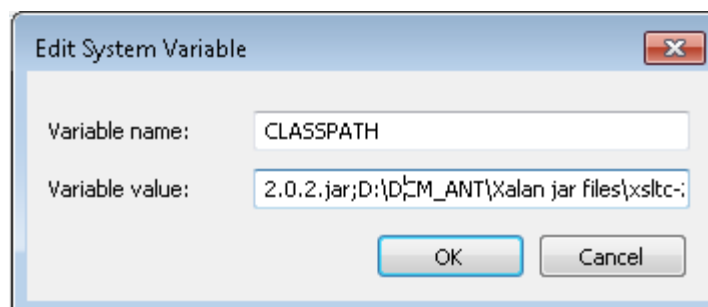 Edit System Variable
Variable name: CLASSPATH
Variable value: 2.0.2.jar;D:\DCM_ANT\Xalan jar files\xsltc-
OK Cancel